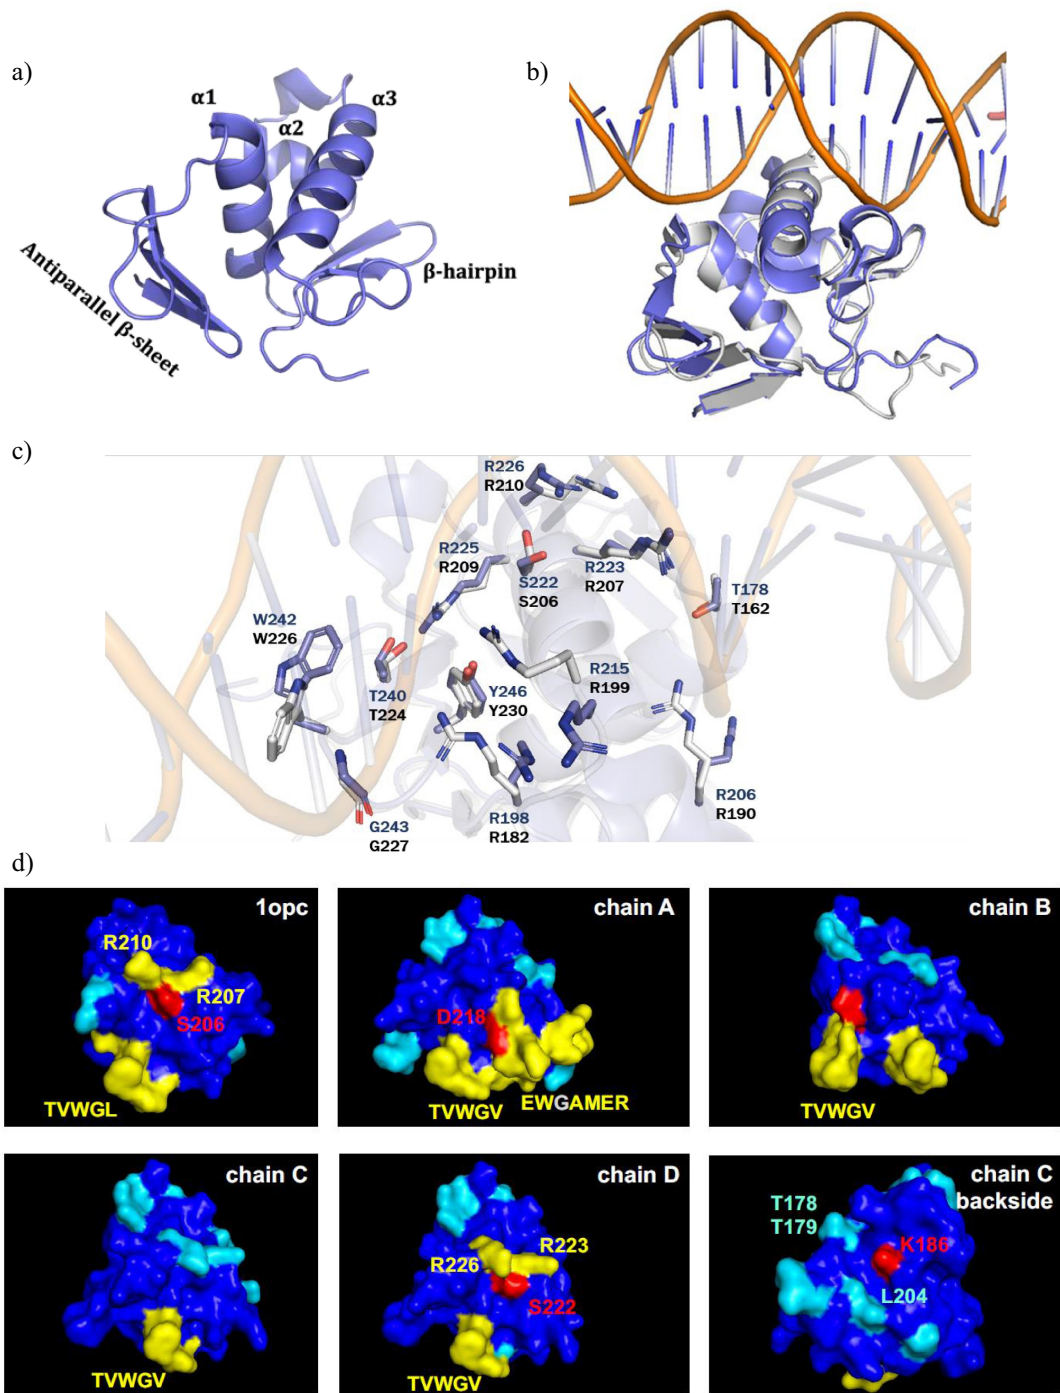 a)
α1
α2
α3
Antiparallel β-sheet
β-hairpin
b)
c)
R226
R210
R225
R209
S222
S206
R223
R207
T178
T162
W242
W226
T240
T224
Y246
Y230
R215
R199
G243
G227
R198
R182
R206
R190
d)
1opc
R210
R207
S206
TVWGL
chain A
D218
TVWGV
EWGAMER
chain B
TVWGV
chain C
TVWGV
chain D
R226
R223
S222
TVWGV
chain C
backside
T178
T179
K186
L204